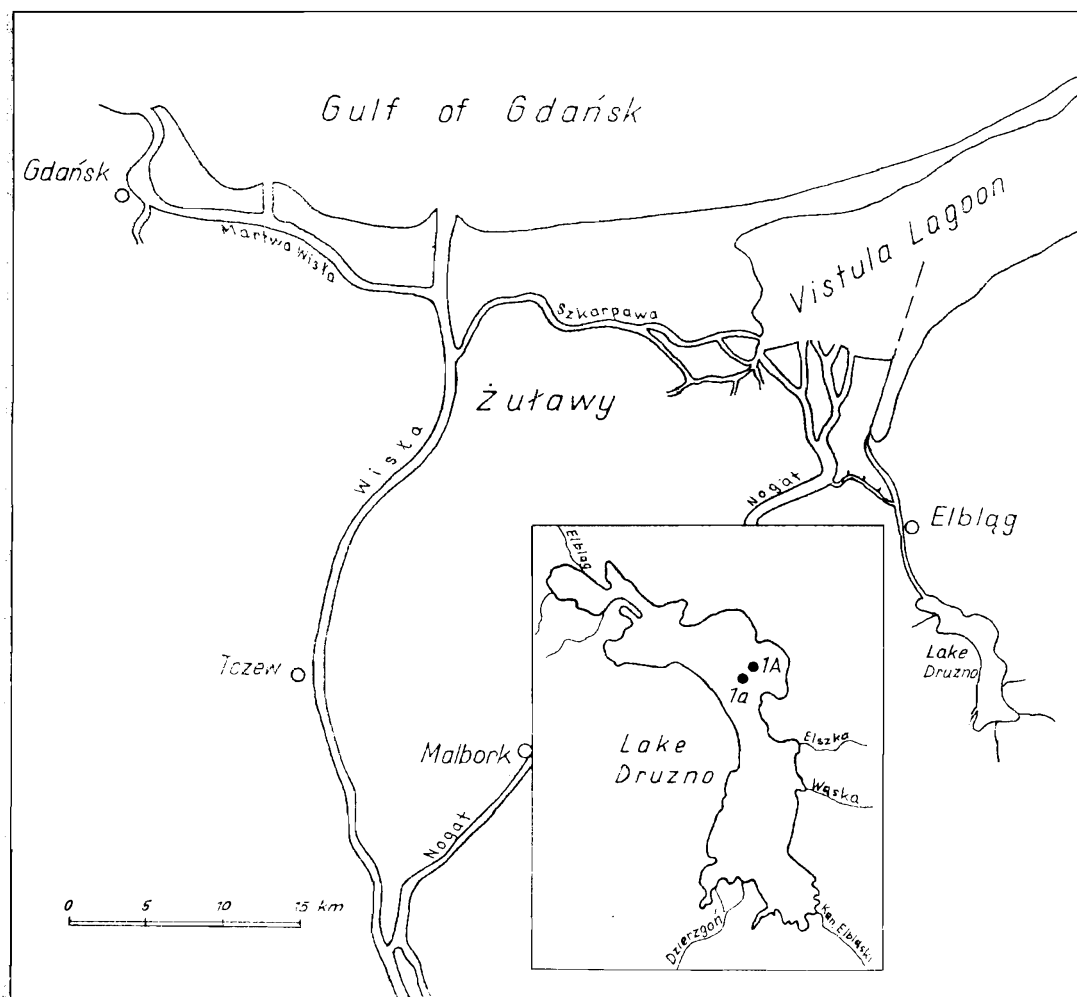 Gulf of Gdańsk
Gdańsk
Martwa Wisła
Vistula Lagoon
Szkarpawa
Żuławy
Wisła
Nogat
Elbląg
Elbląg
Tczew
1A
1a
Lake
Druzno
Elszka
Lake
Druzno
Malbork
Wąska
Nogat
0 5 10 15 km
Kan. Elbląski
Dzierzgoń